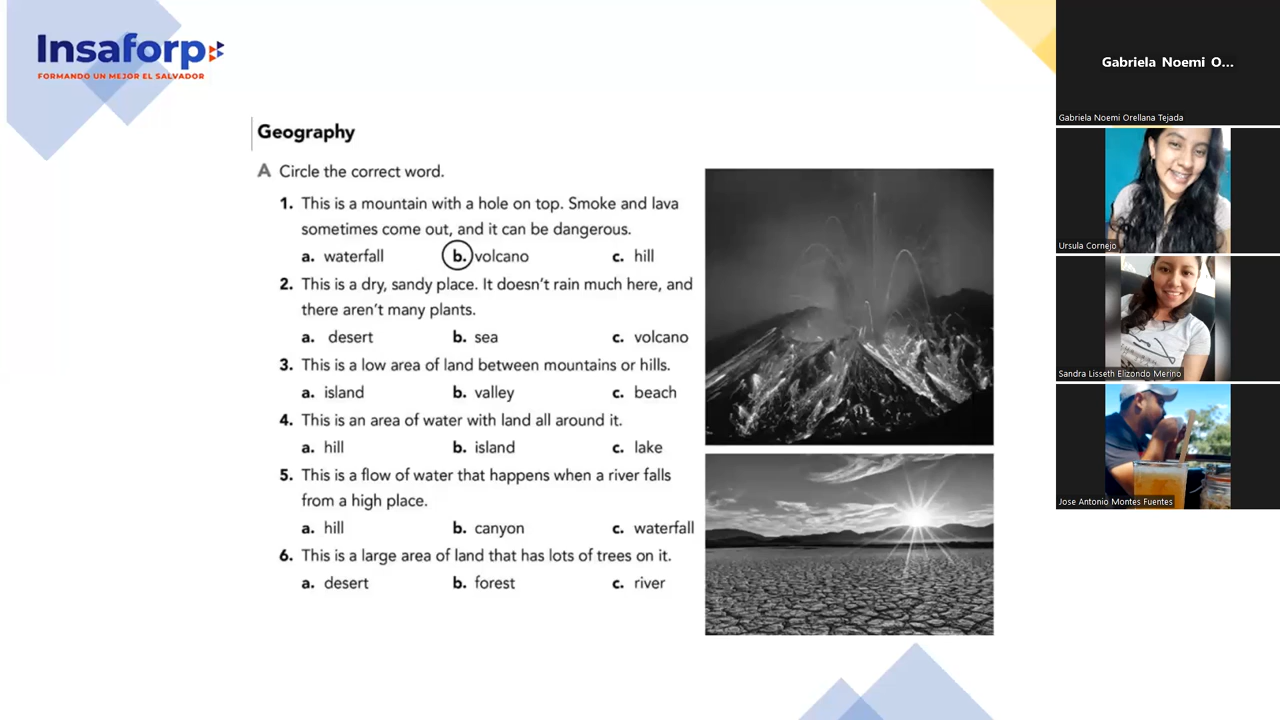 Insaforp
FORMANDO UN MEJOR EL SALVADOR
Geography
A Circle the correct word.
1. This is a mountain with a hole on top. Smoke and lava
sometimes come out, and it can be dangerous.
a. waterfall b. volcano c. hill
2. This is a dry, sandy place. It doesn't rain much here, and
there aren't many plants.
a. desert b. sea c. volcano
3. This is a low area of land between mountains or hills.
a. island b. valley c. beach
4. This is an area of water with land all around it.
a. hill b. island c. lake
5. This is a flow of water that happens when a river falls
from a high place.
a. hill b. canyon c. waterfall
6. This is a large area of land that has lots of trees on it.
a. desert b. forest c. river
Gabriela Noemi O...
Gabriela Noemi Orellana Tejada
Ursula Cornejo
Sandra Lisseth Elizondo Merino
Jose Antonio Montes Fuentes